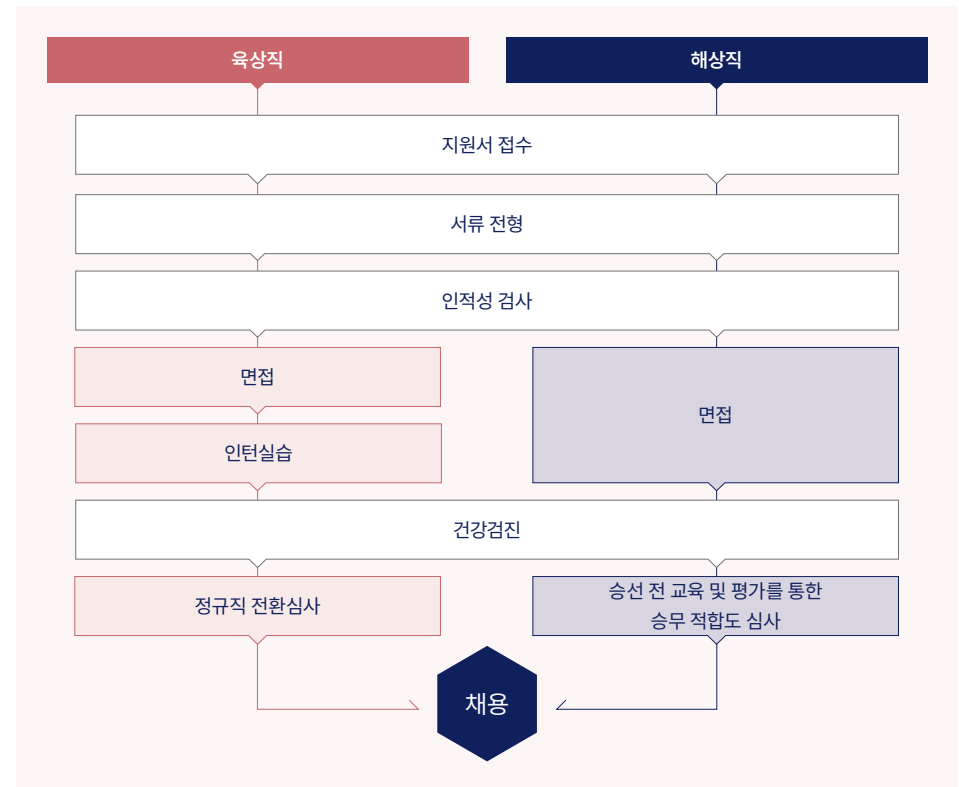 육상직
해상직
지원서 접수
서류 전형
인적성 검사
면접
면접
인턴실습
건강검진
정규직 전환심사
승선 전 교육 및 평가를 통한
승무 적합도 심사
채용